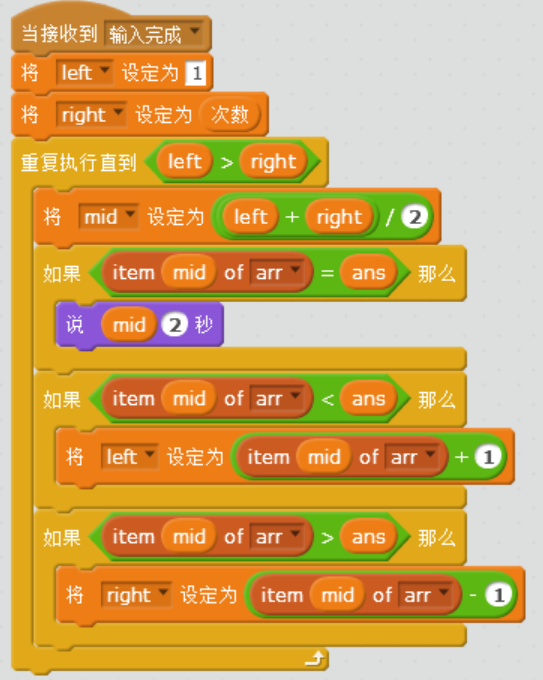 当接收到 输入完成
将 left 设定为 1
将 right 设定为 次数
重复执行直到 left > right
将 mid 设定为 left + right / 2
如果 item mid of arr = ans 那么
说 mid 2 秒
如果 item mid of arr < ans 那么
将 left 设定为 item mid of arr + 1
如果 item mid of arr > ans 那么
将 right 设定为 item mid of arr - 1